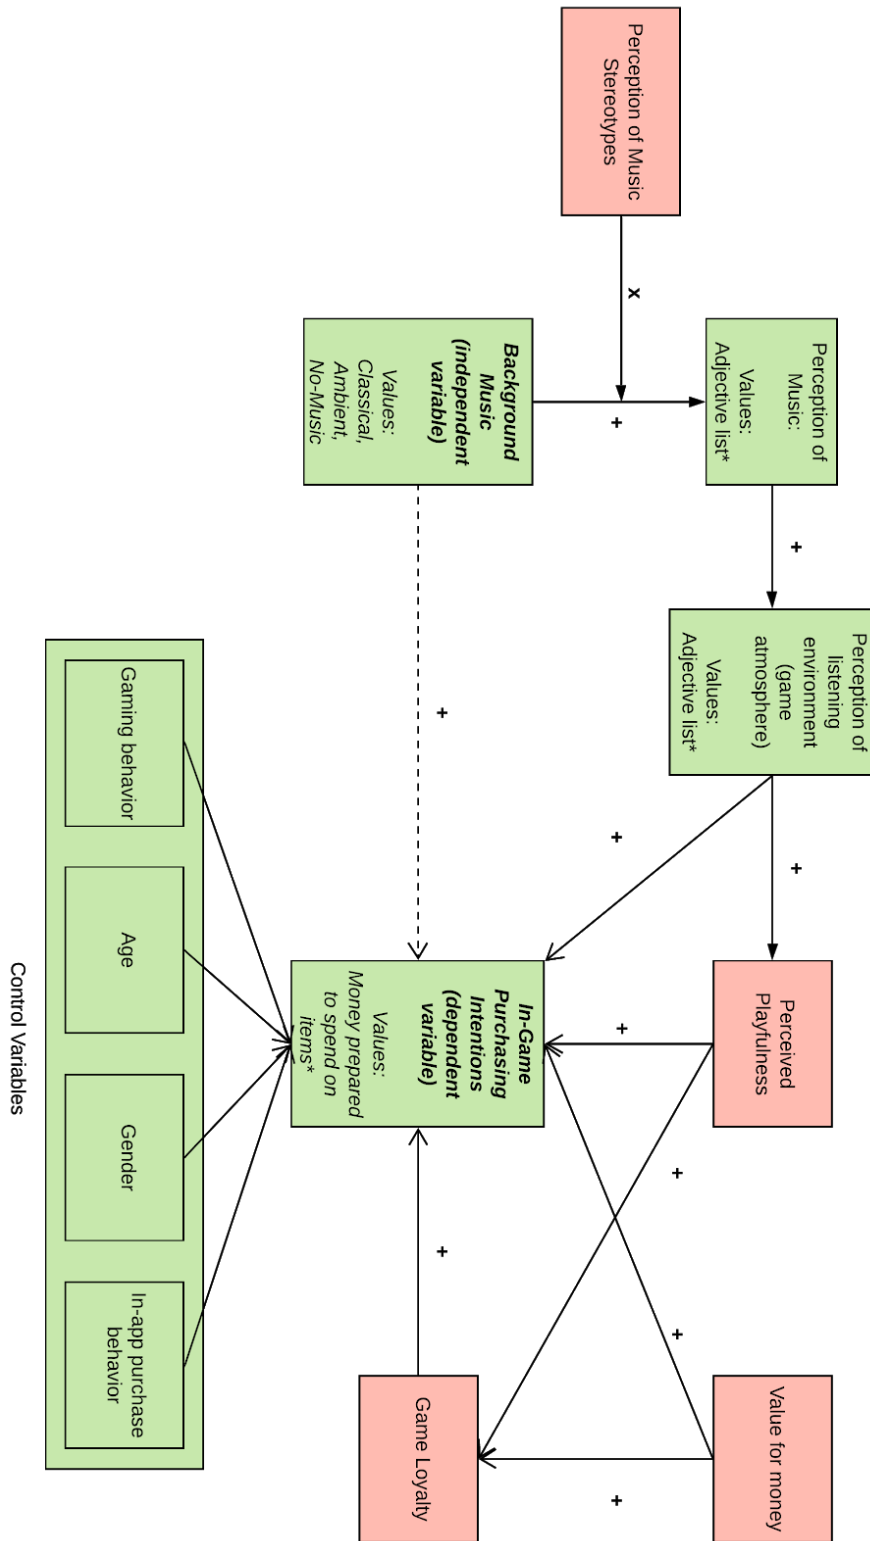 Perception of Music
Stereotypes
x
Perception of
Music:
Values:
Adjective list*
+
Background
Music
(independent
variable)
Values:
Classical,
Ambient,
No-Music
+
Perception of
listening
environment
(game
atmosphere)
Values:
Adjective list*
+
+
+
Perceived
Playfulness
+
+
In-Game
Purchasing
Intentions
(dependent
variable)
Values:
Money prepared
to spend on
items*
Value for money
+
+
Game Loyalty
+
Gaming behavior
Age
Gender
In-app purchase
behavior
Control Variables